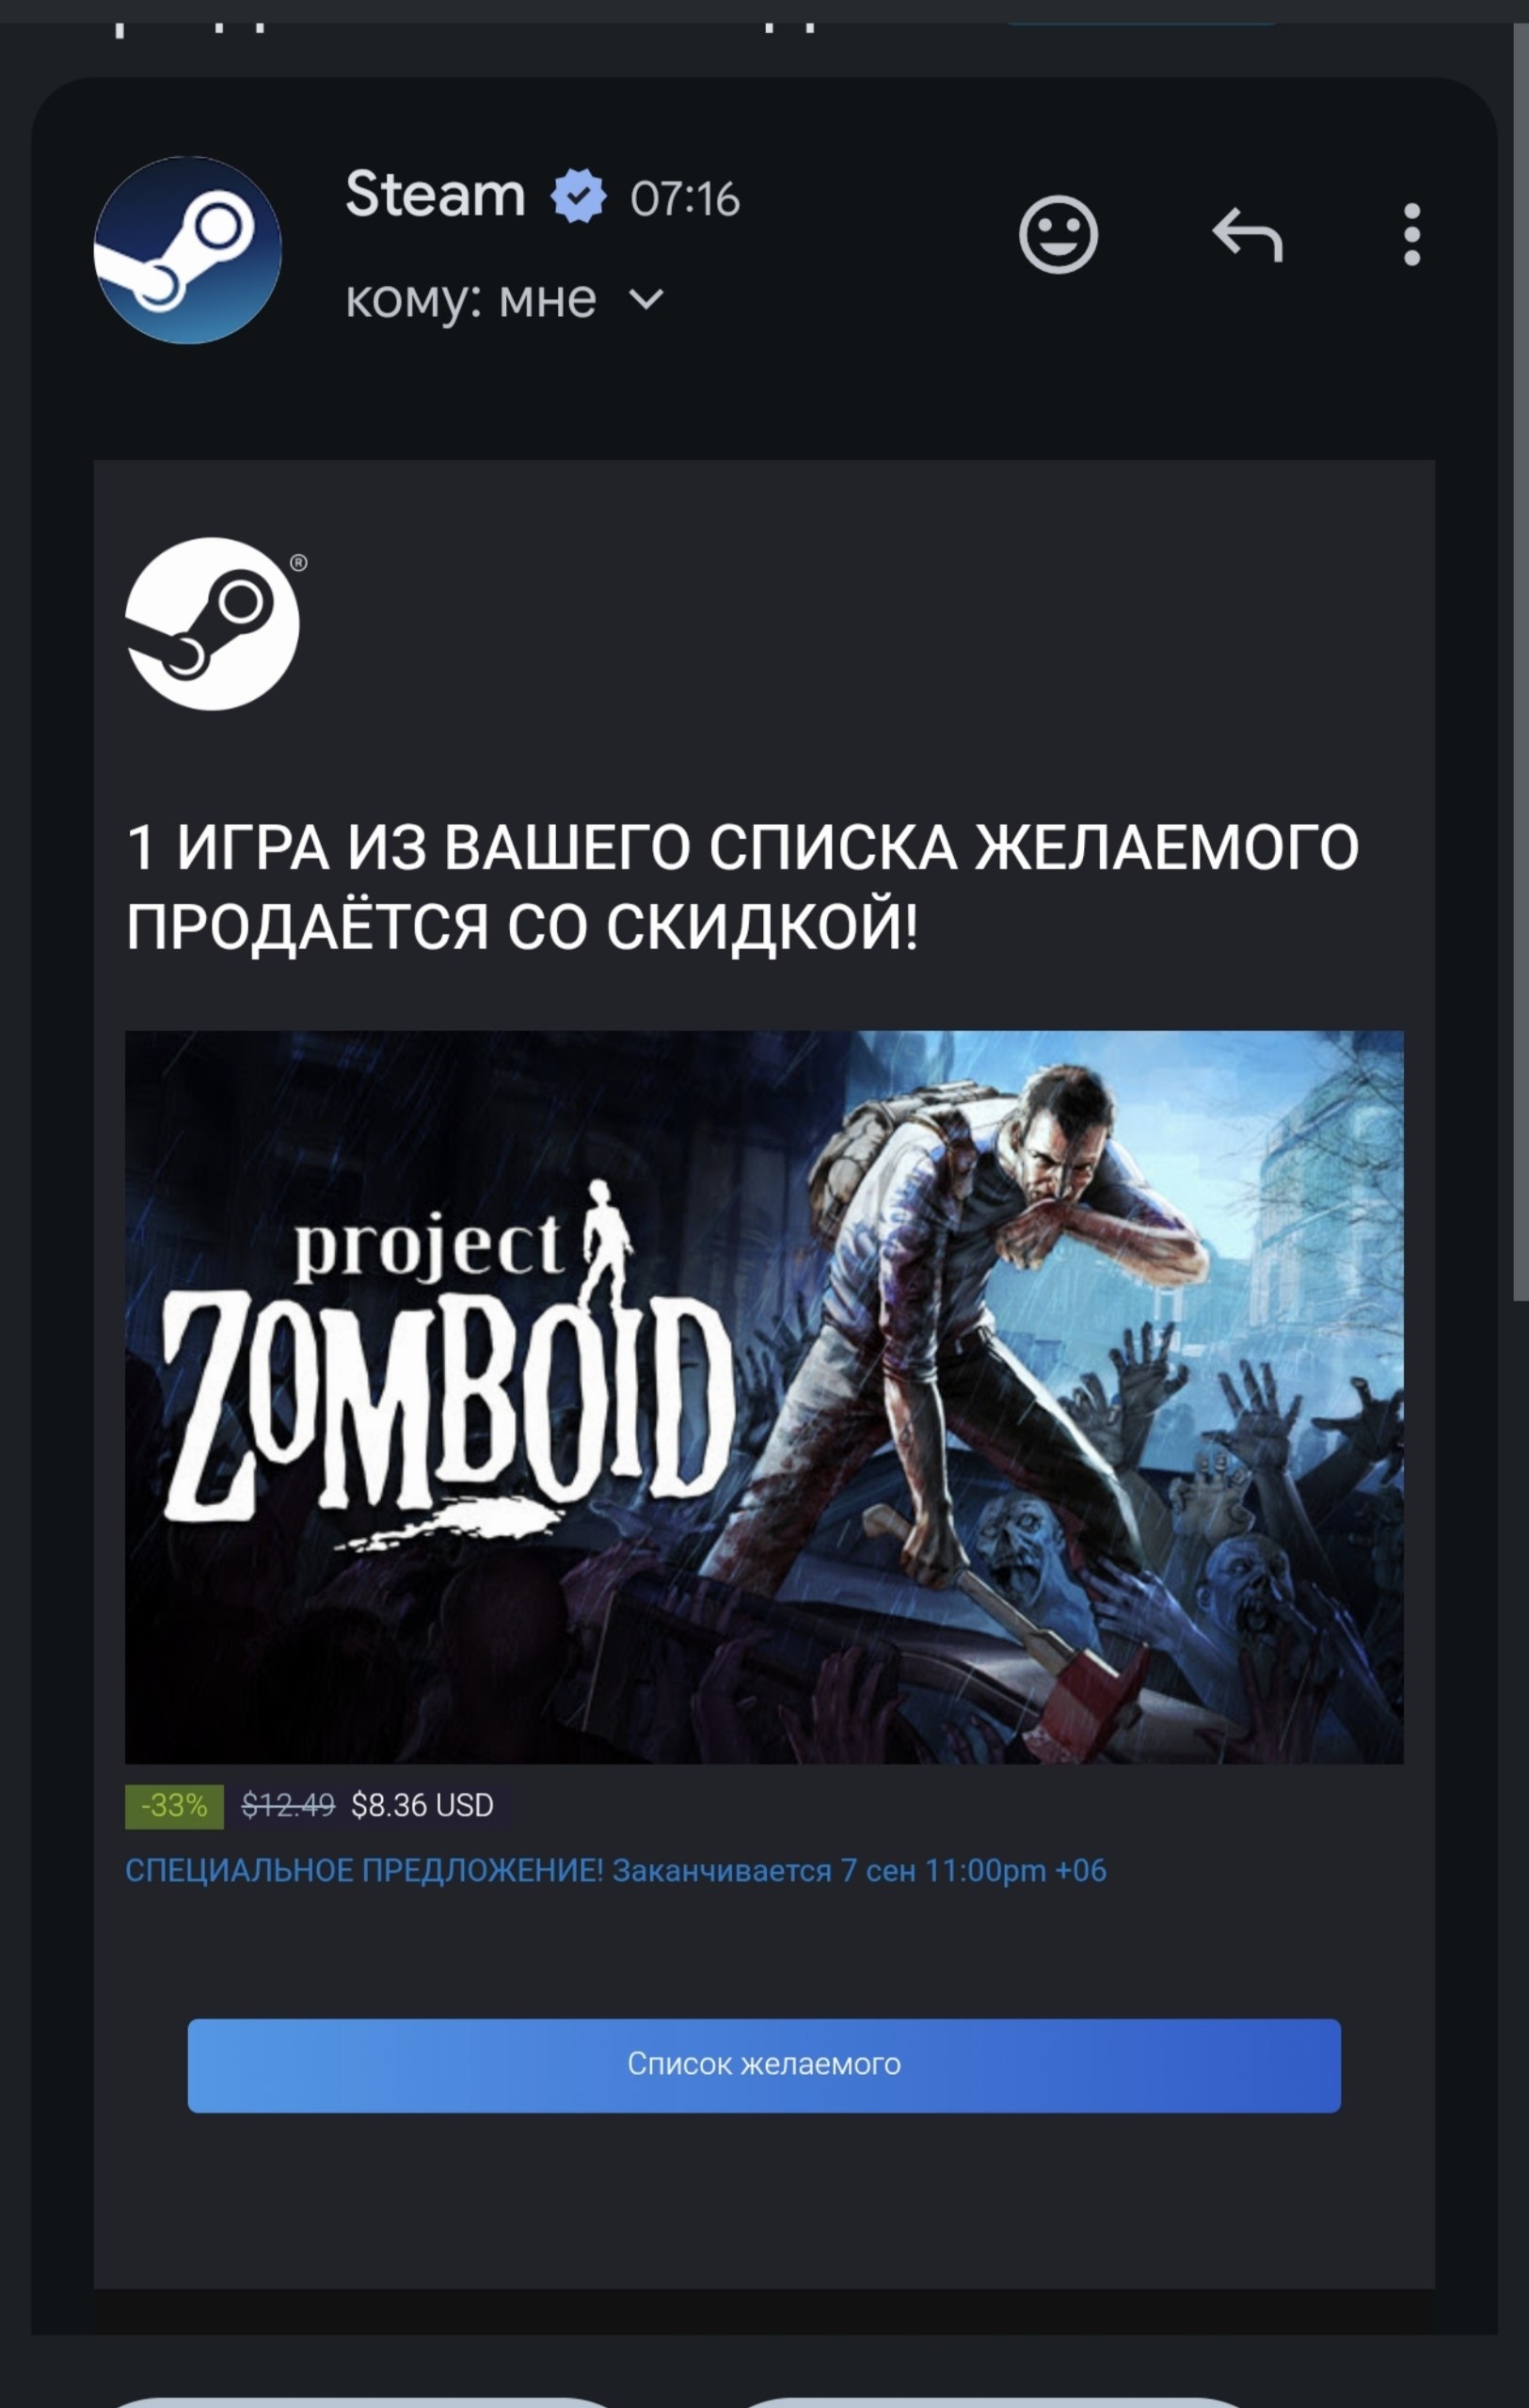 Steam 07:16
кому: мне
®
1 ИГРА ИЗ ВАШЕГО СПИСКА ЖЕЛАЕМОГО
ПРОДАЁТСЯ СО СКИДКОЙ!
project
ZOMBOID
-33% $12.49 $8.36 USD
СПЕЦИАЛЬНОЕ ПРЕДЛОЖЕНИЕ! Заканчивается 7 сен 11:00pm +06
Список желаемого